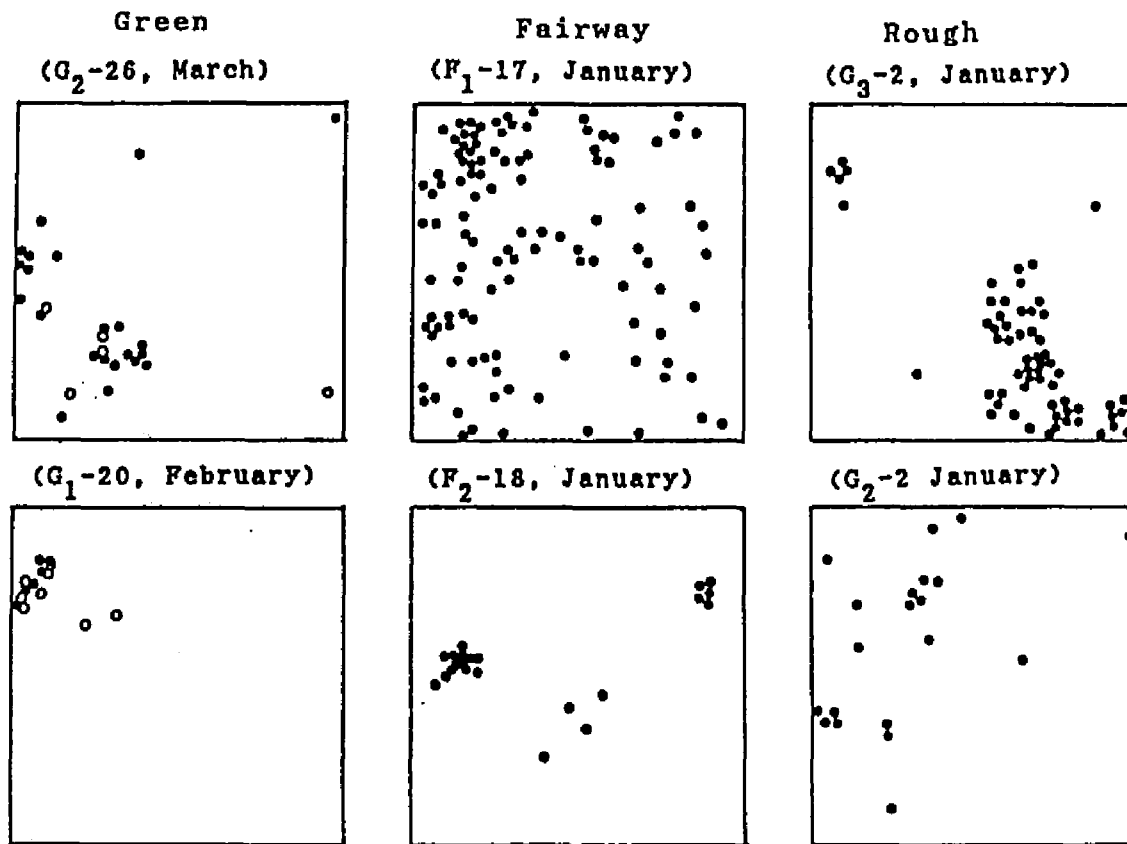 Green
Fairway
Rough
(G₂-26, March)
(F₁-17, January)
(G₃-2, January)
(G₁-20, February)
(F₂-18, January)
(G₂-2 January)